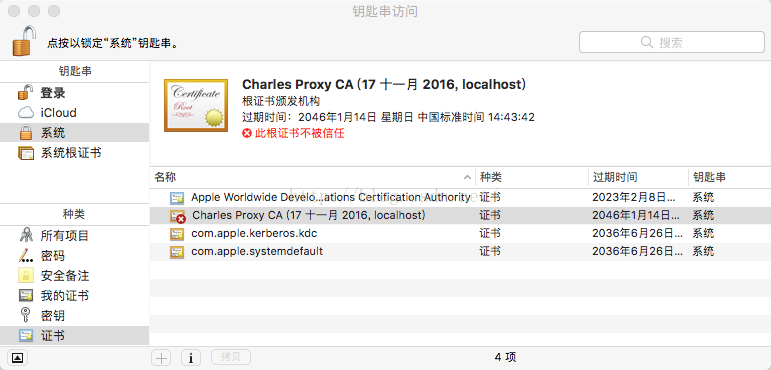 钥匙串访问
点按以锁定“系统”钥匙串。
搜索
钥匙串
登录
iCloud
系统
系统根证书
种类
所有项目
密码
安全备注
我的证书
密钥
证书
Certificate
Root
Charles Proxy CA (17 十一月 2016, localhost)
根证书颁发机构
过期时间：2046年1月14日 星期日 中国标准时间 14:43:42
此根证书不被信任
名称 种类 过期时间 钥匙串
Apple Worldwide Develo...ations Certification Authority 证书 2023年2月8日... 系统
Charles Proxy CA (17 十一月 2016, localhost) 证书 2046年1月14日... 系统
com.apple.kerberos.kdc 证书 2036年6月26日... 系统
com.apple.systemdefault 证书 2036年6月26日... 系统
拷贝
4 项